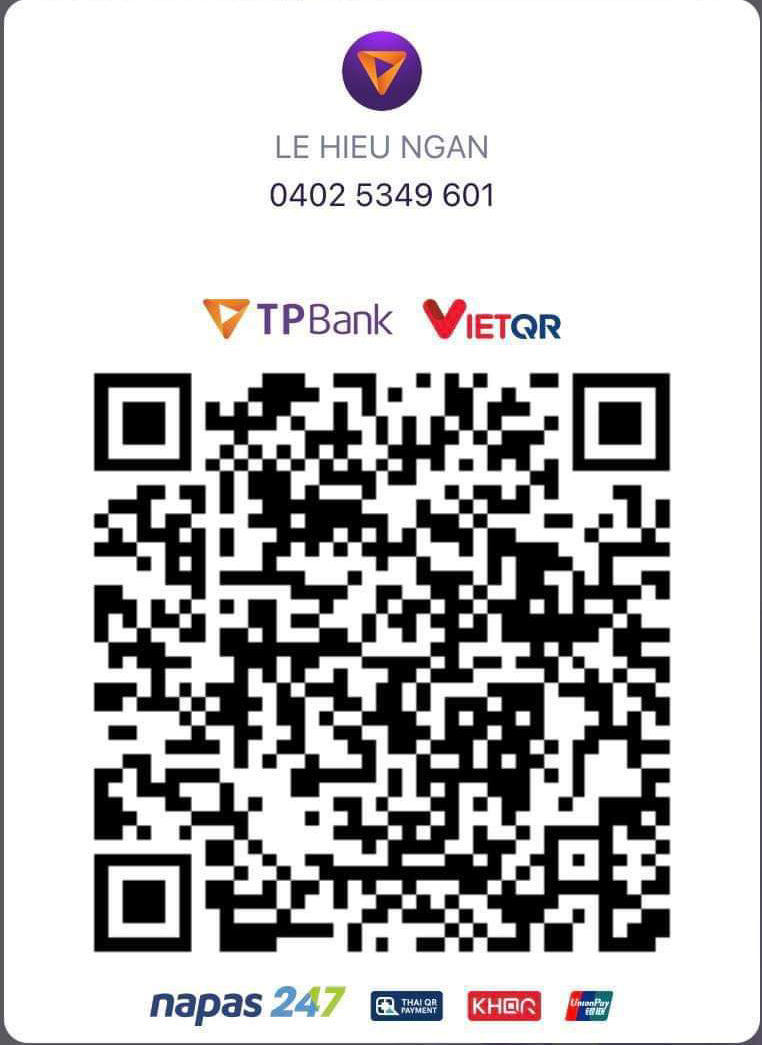 LE HIEU NGAN
0402 5349 601
TPBank VIETQR
napas 247 THAI QR PAYMENT KHQR UnionPay 银联